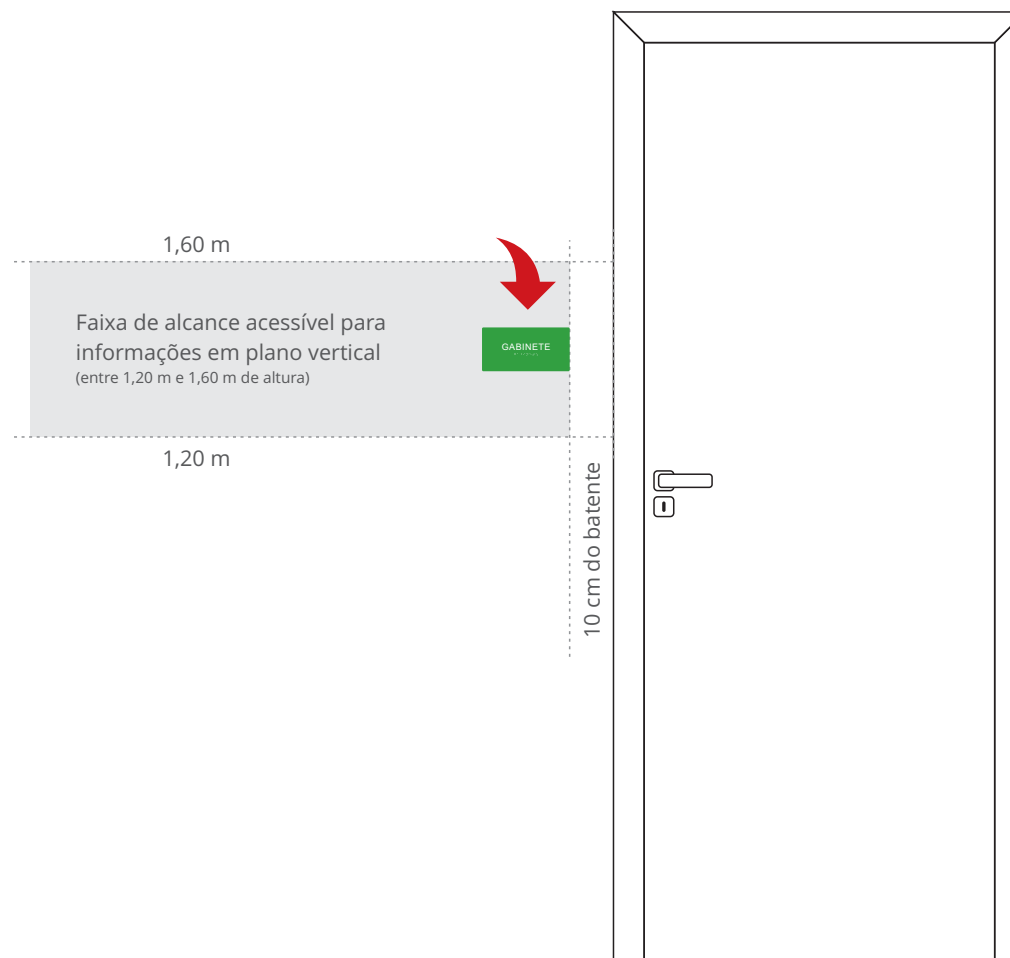 1,60 m
Faixa de alcance acessível para
informações em plano vertical
(entre 1,20 m e 1,60 m de altura)
GABINETE
1,20 m
10 cm do batente